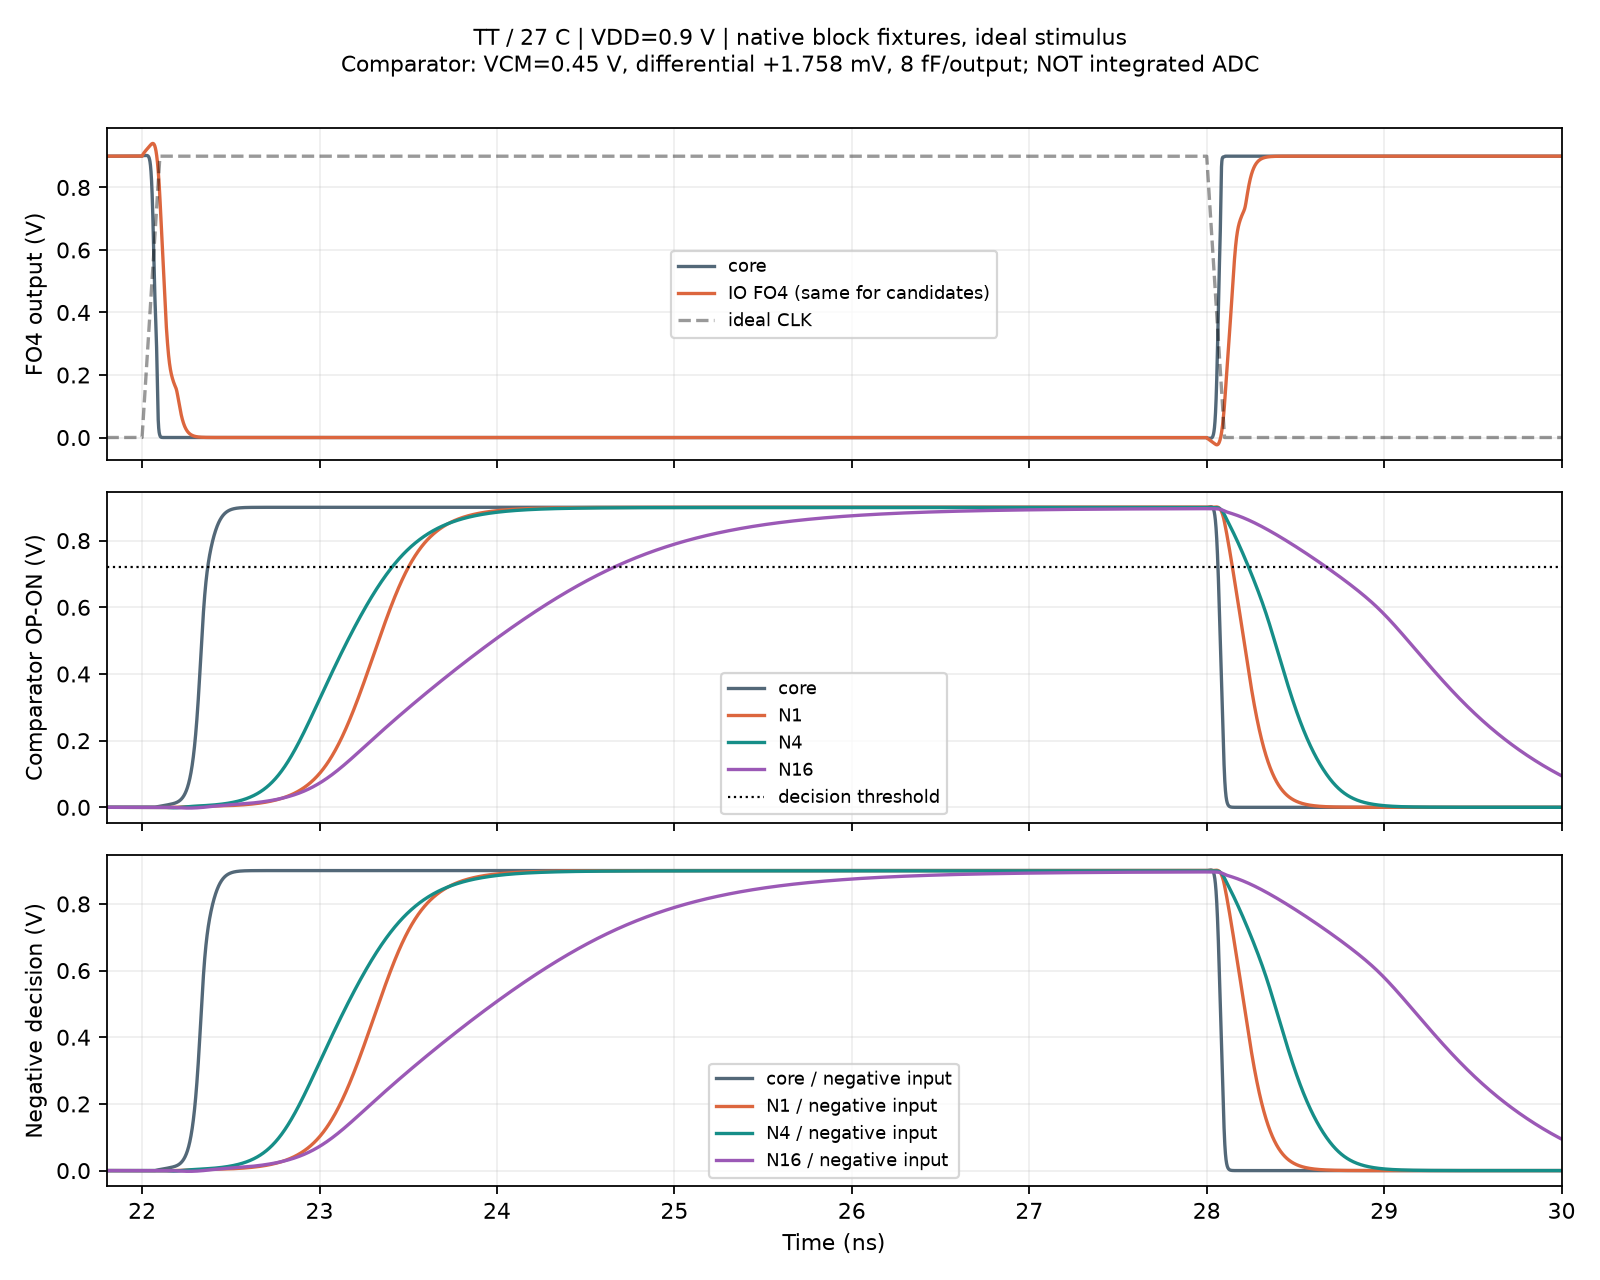 TT / 27 C | VDD=0.9 V | native block fixtures, ideal stimulus
Comparator: VCM=0.45 V, differential +1.758 mV, 8 fF/output; NOT integrated ADC
FO4 output (V)
0.8
0.6
0.4
0.2
0.0
core
IO FO4 (same for candidates)
ideal CLK
Comparator OP-ON (V)
0.8
0.6
0.4
0.2
0.0
core
N1
N4
N16
decision threshold
Negative decision (V)
0.8
0.6
0.4
0.2
0.0
core / negative input
N1 / negative input
N4 / negative input
N16 / negative input
22 23 24 25 26 27 28 29 30
Time (ns)